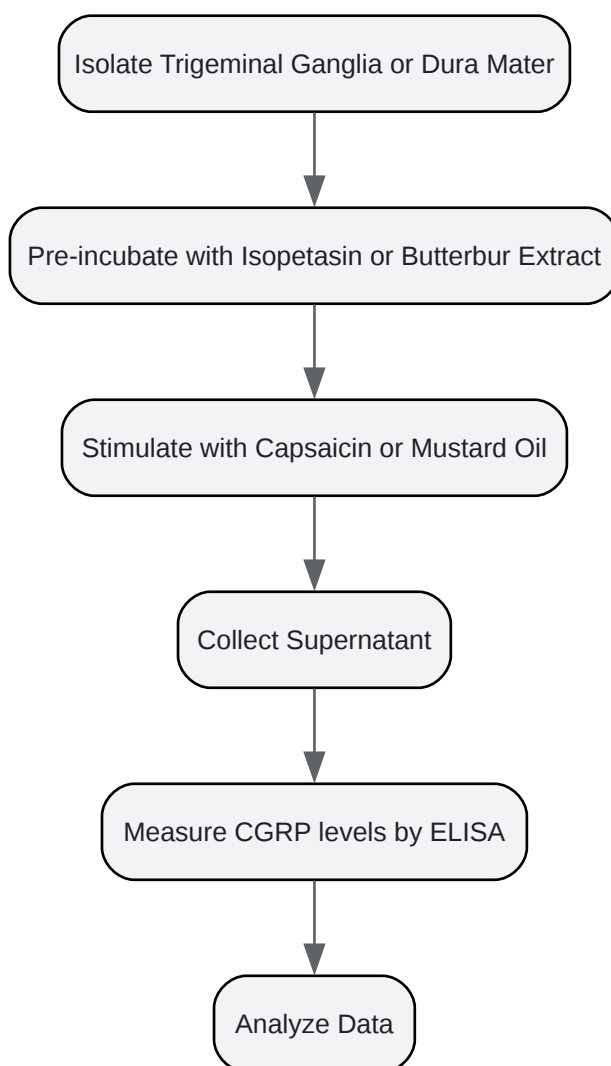 Isolate Trigeminal Ganglia or Dura Mater
Pre-incubate with Isopetasin or Butterbur Extract
Stimulate with Capsaicin or Mustard Oil
Collect Supernatant
Measure CGRP levels by ELISA
Analyze Data